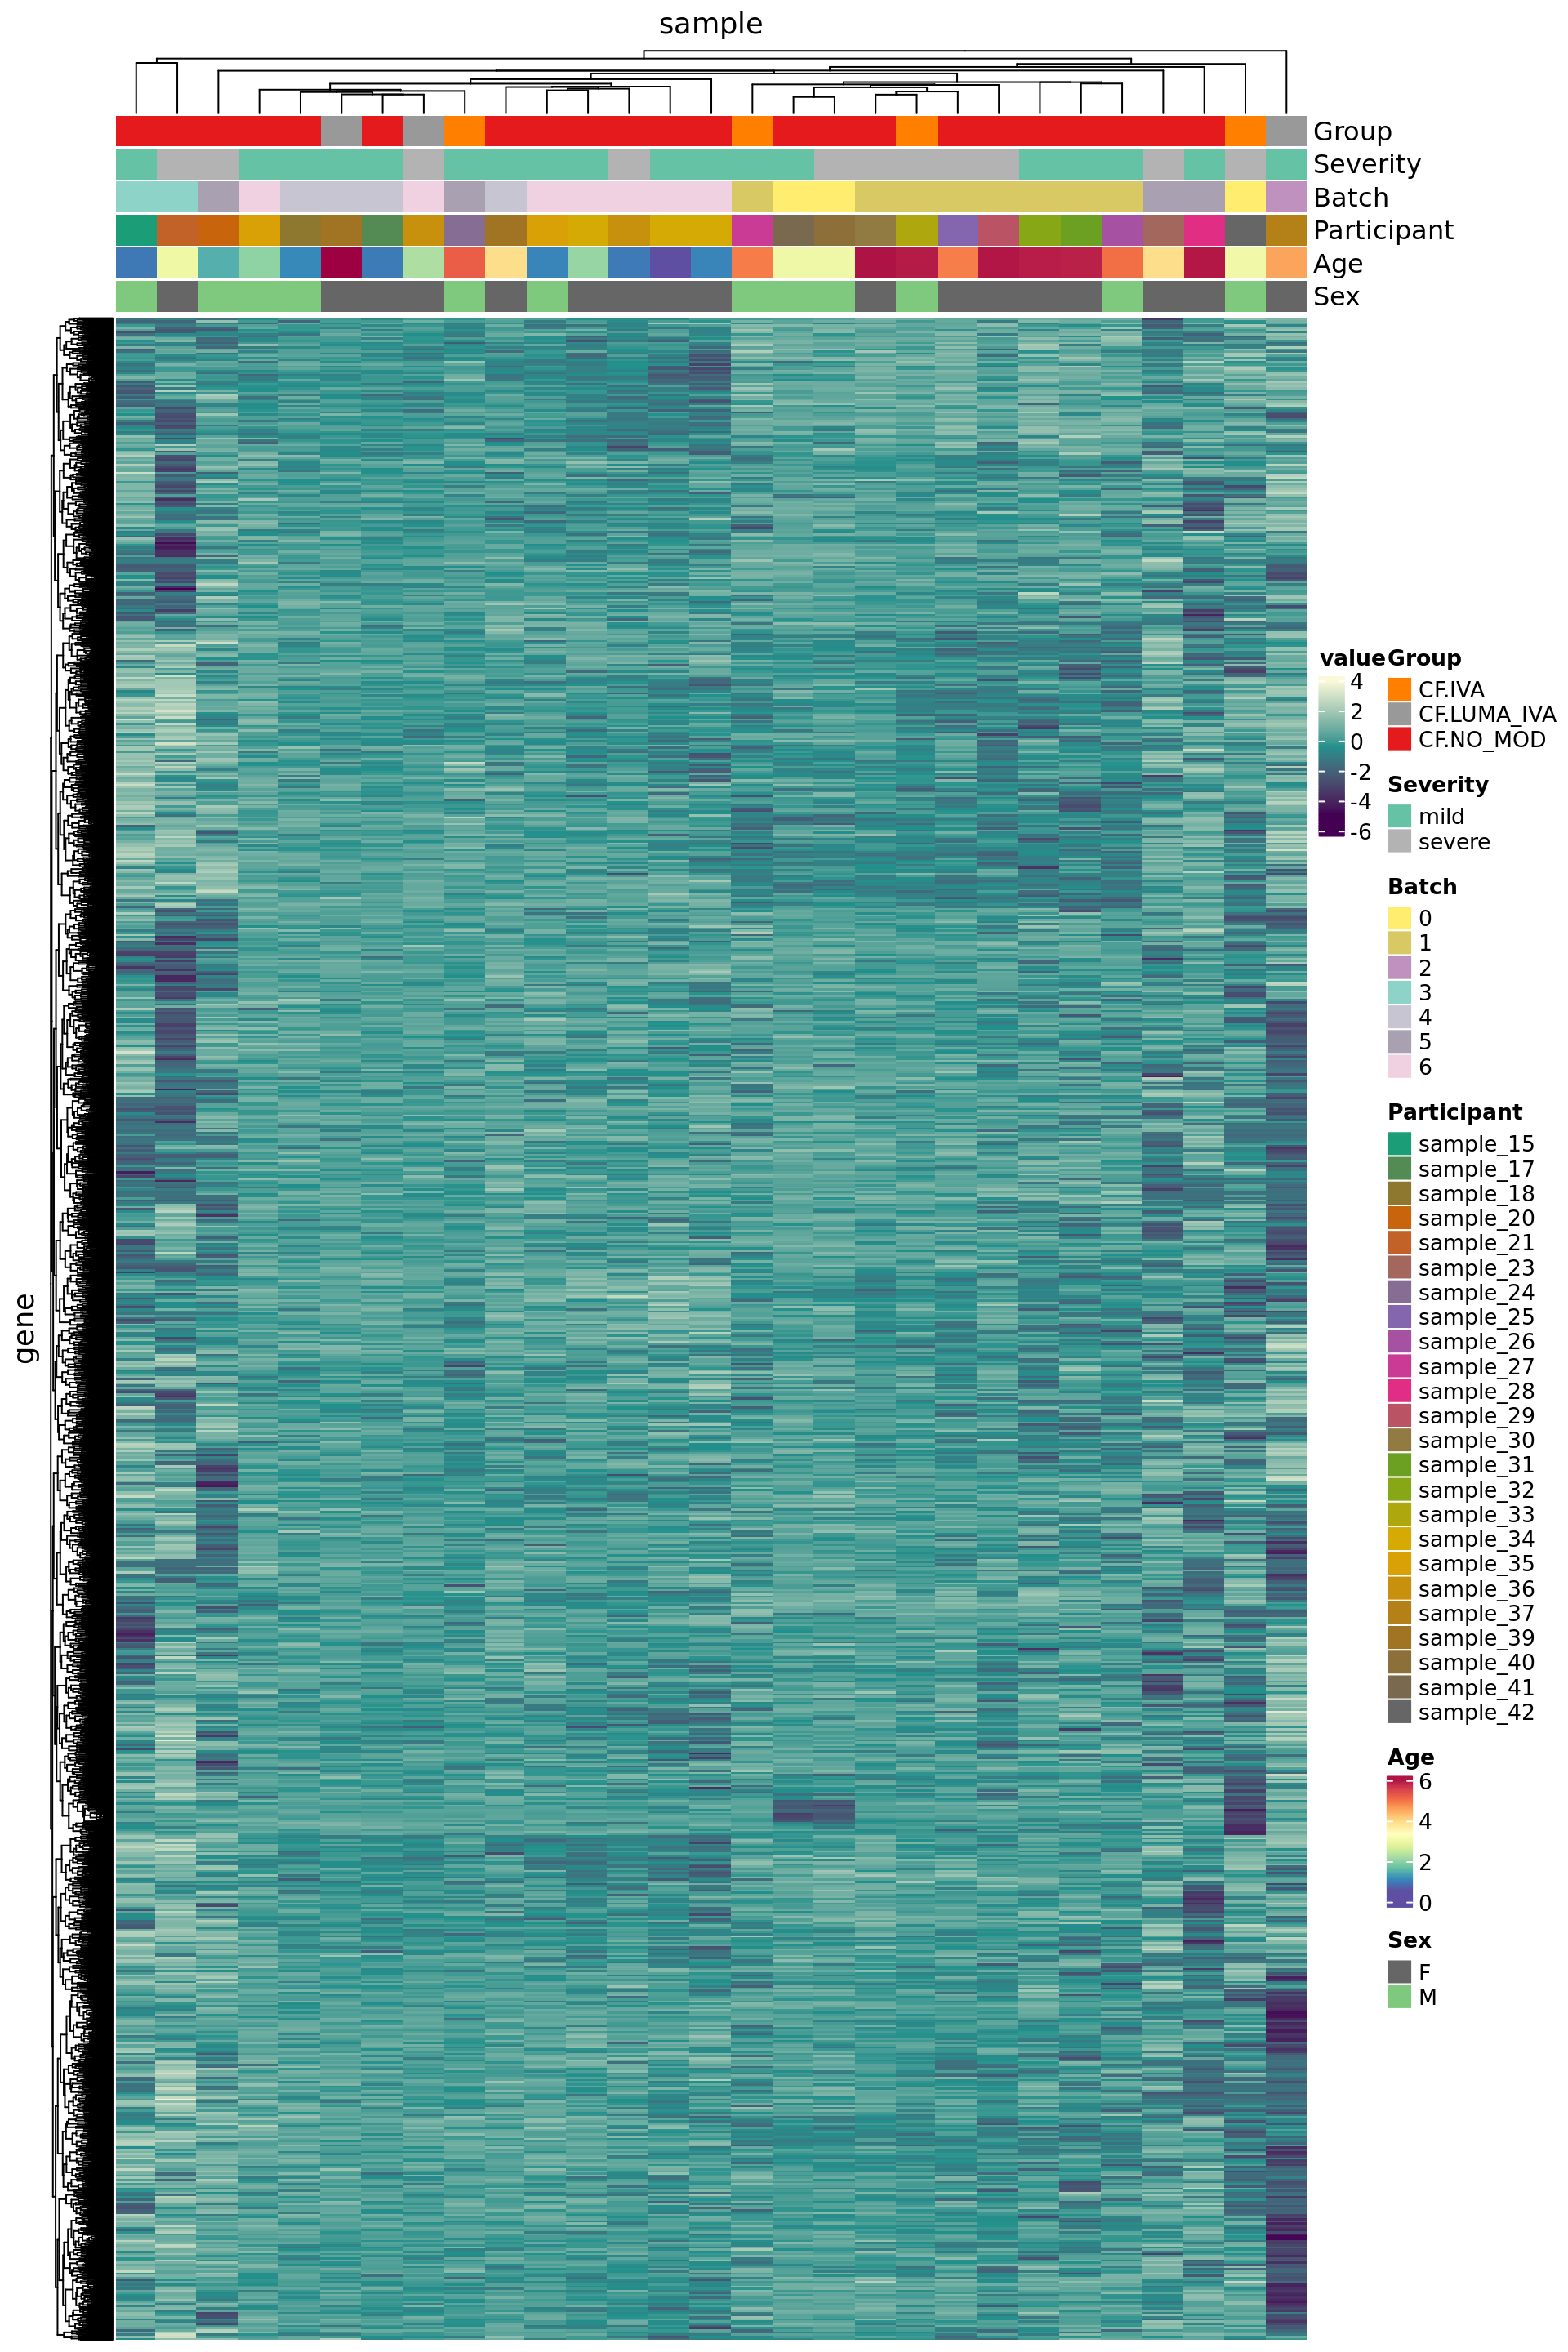 sample
Group
Severity
Batch
Participant
Age
Sex
gene
value
4
2
0
-2
-4
-6
Group
CF.IVA
CF.LUMA_IVA
CF.NO_MOD
Severity
mild
severe
Batch
0
1
2
3
4
5
6
Participant
sample_15
sample_17
sample_18
sample_20
sample_21
sample_23
sample_24
sample_25
sample_26
sample_27
sample_28
sample_29
sample_30
sample_31
sample_32
sample_33
sample_34
sample_35
sample_36
sample_37
sample_39
sample_40
sample_41
sample_42
Age
6
4
2
0
Sex
F
M